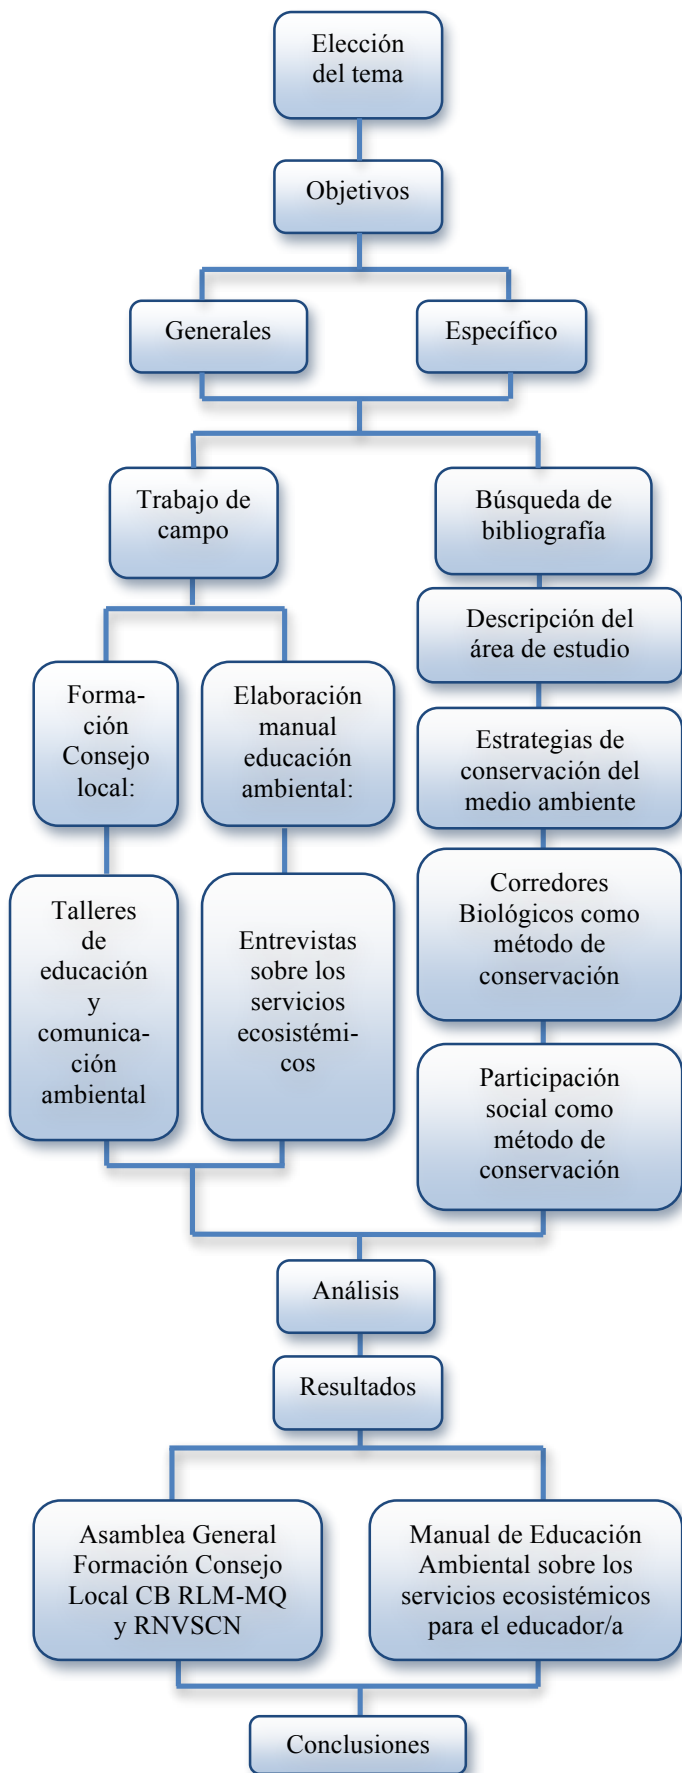 Elección
del tema
Objetivos
Generales
Específico
Trabajo de
campo
Búsqueda de
bibliografía
Descripción del
área de estudio
Forma-
ción
Consejo
local:
Elaboración
manual
educación
ambiental:
Estrategias de
conservación del
medio ambiente
Talleres
de
educación
y
comunica-
ción
ambiental
Entrevistas
sobre los
servicios
ecosistémi-
cos
Corredores
Biológicos como
método de
conservación
Participación
social como
método de
conservación
Análisis
Resultados
Asamblea General
Formación Consejo
Local CB RLM-MQ
y RNVSCN
Manual de Educación
Ambiental sobre los
servicios ecosistémicos
para el educador/a
Conclusiones